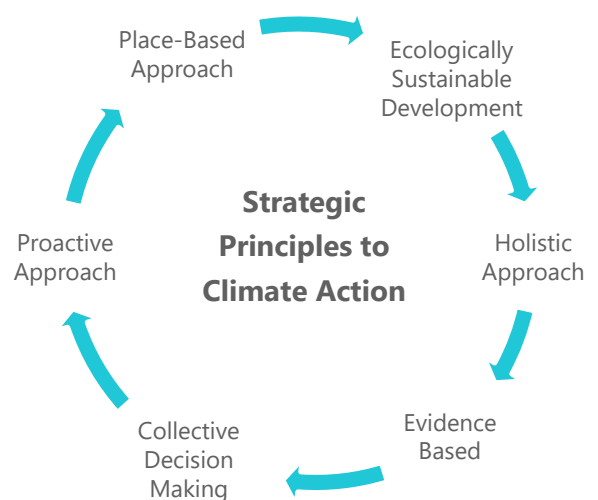 Place-Based
Approach
Ecologically
Sustainable
Development
Strategic
Principles to
Climate Action
Holistic
Approach
Evidence
Based
Collective
Decision
Making
Proactive
Approach